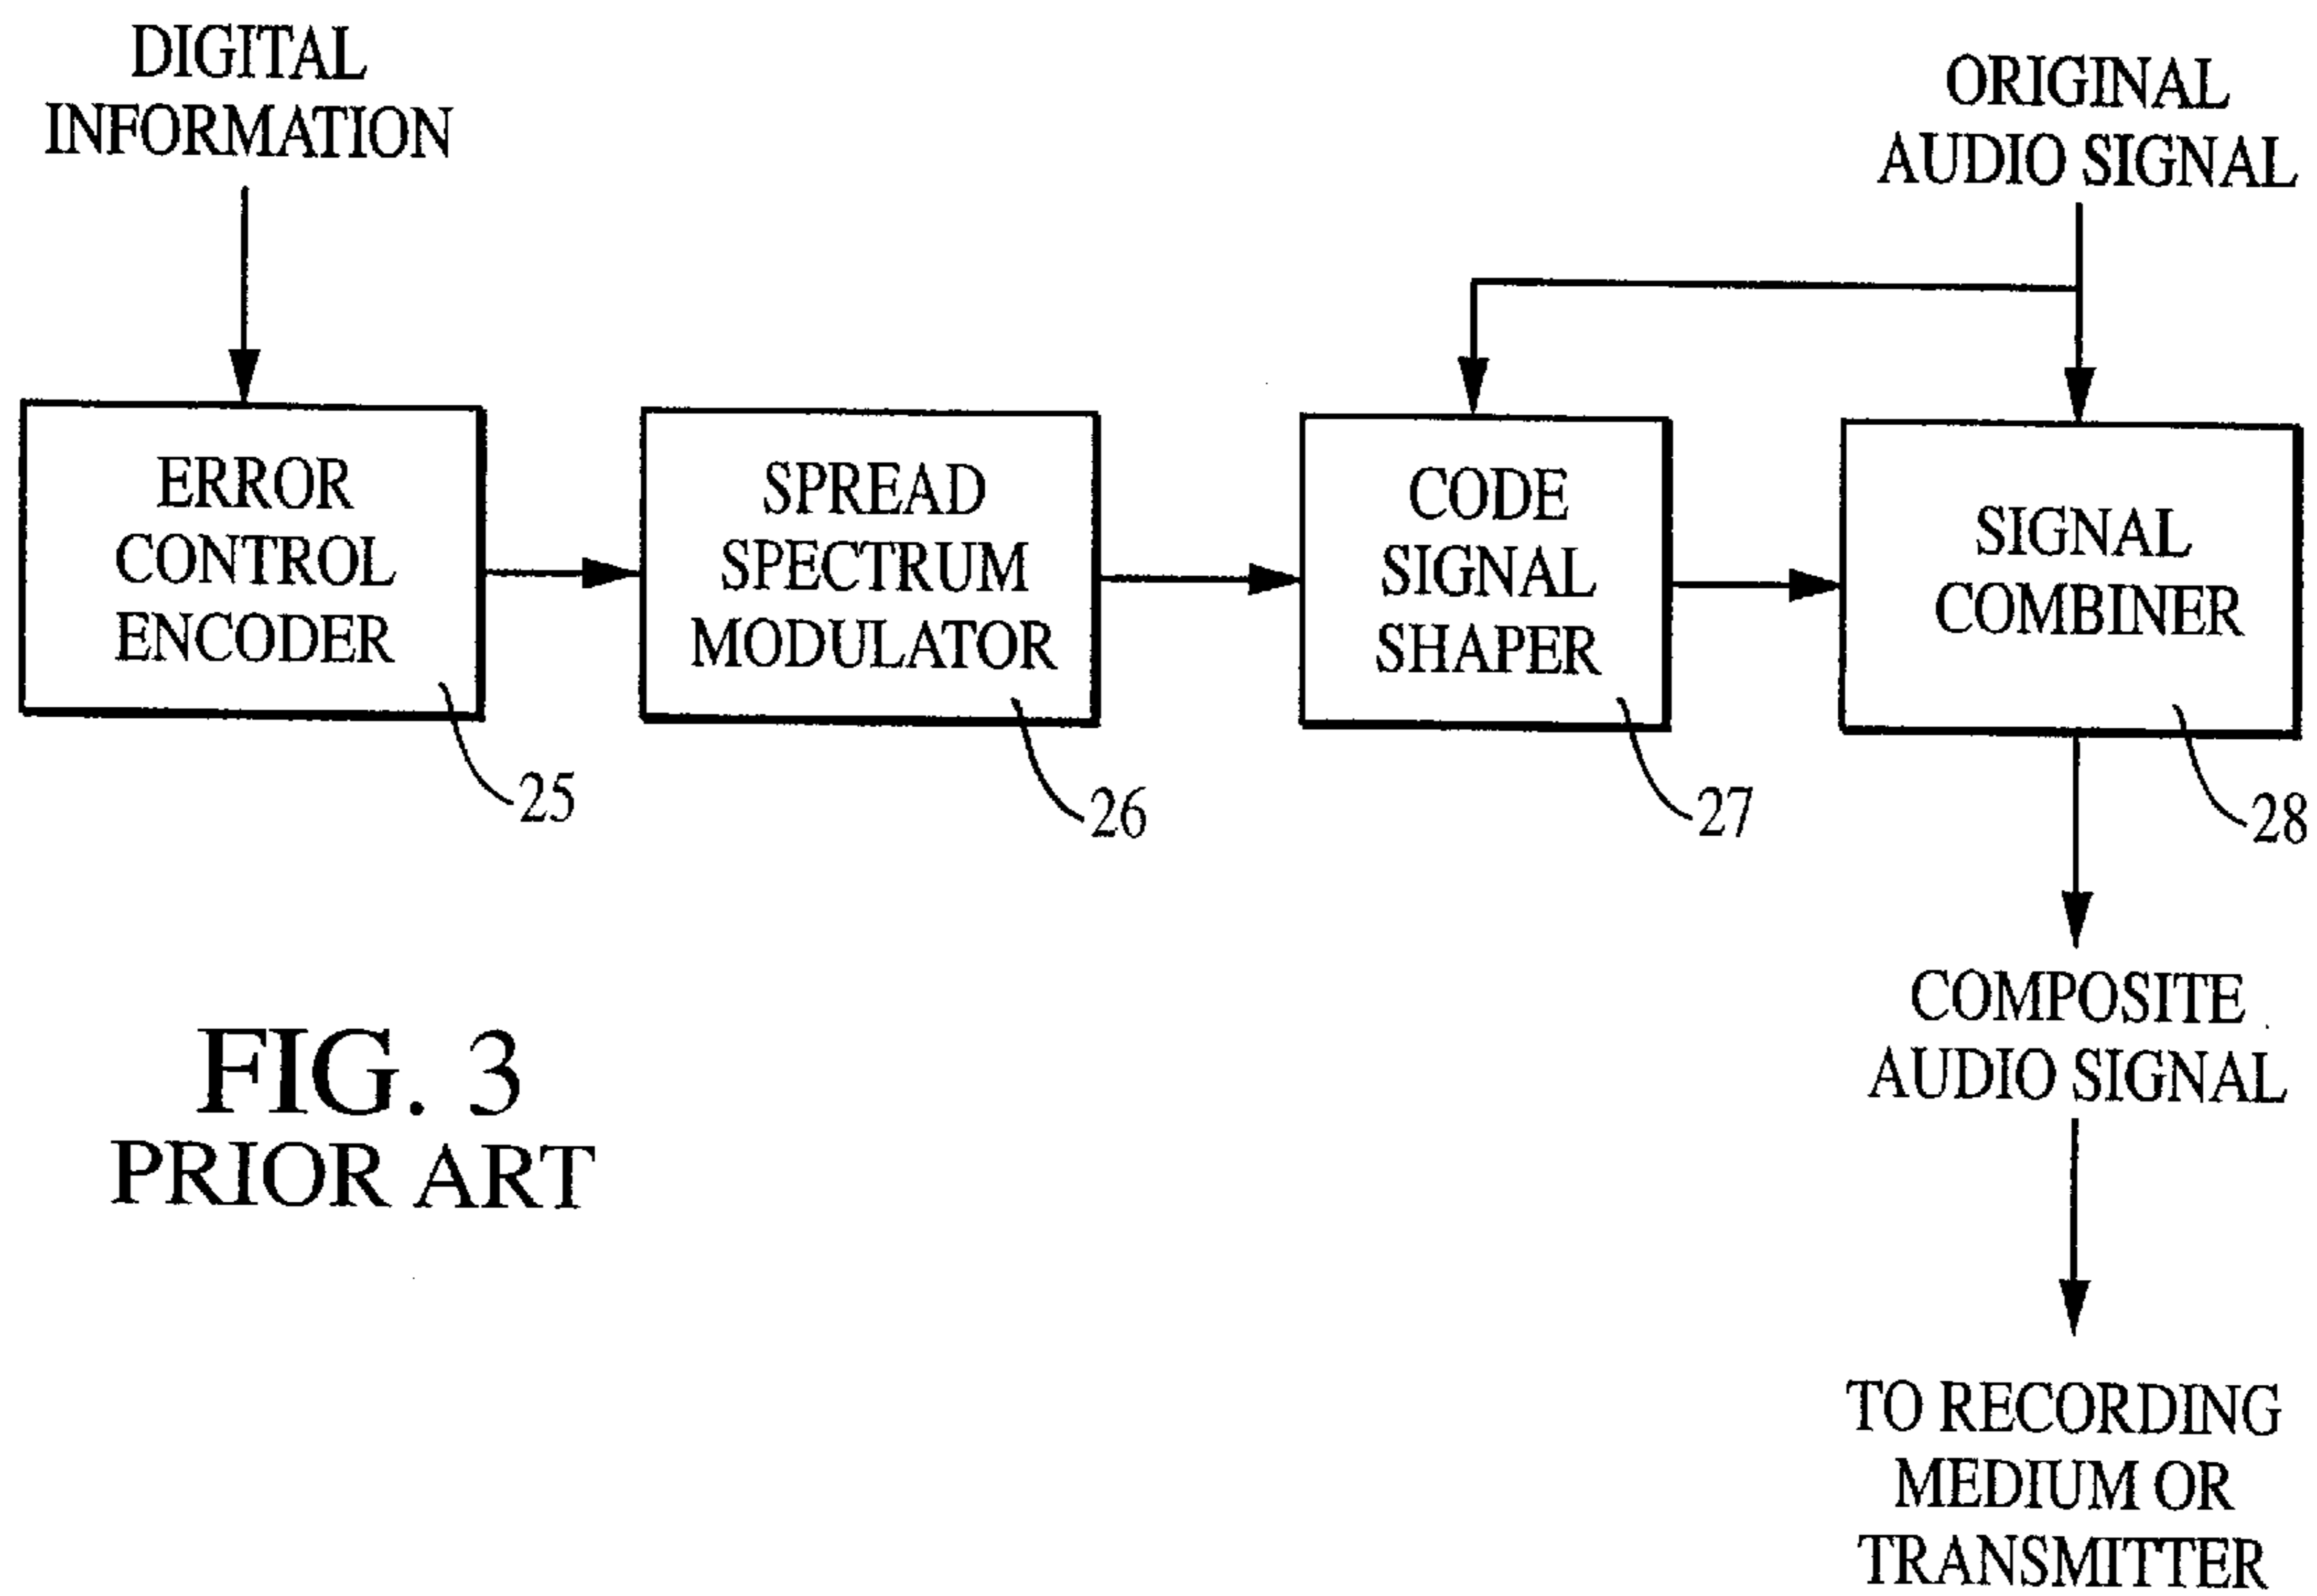 DIGITAL
INFORMATION
ORIGINAL
AUDIO SIGNAL
ERROR
CONTROL
ENCODER
SPREAD
SPECTRUM
MODULATOR
CODE
SIGNAL
SHAPER
SIGNAL
COMBINER
25
26
27
28
COMPOSITE
AUDIO SIGNAL
FIG. 3
PRIOR ART
TO RECORDING
MEDIUM OR
TRANSMITTER